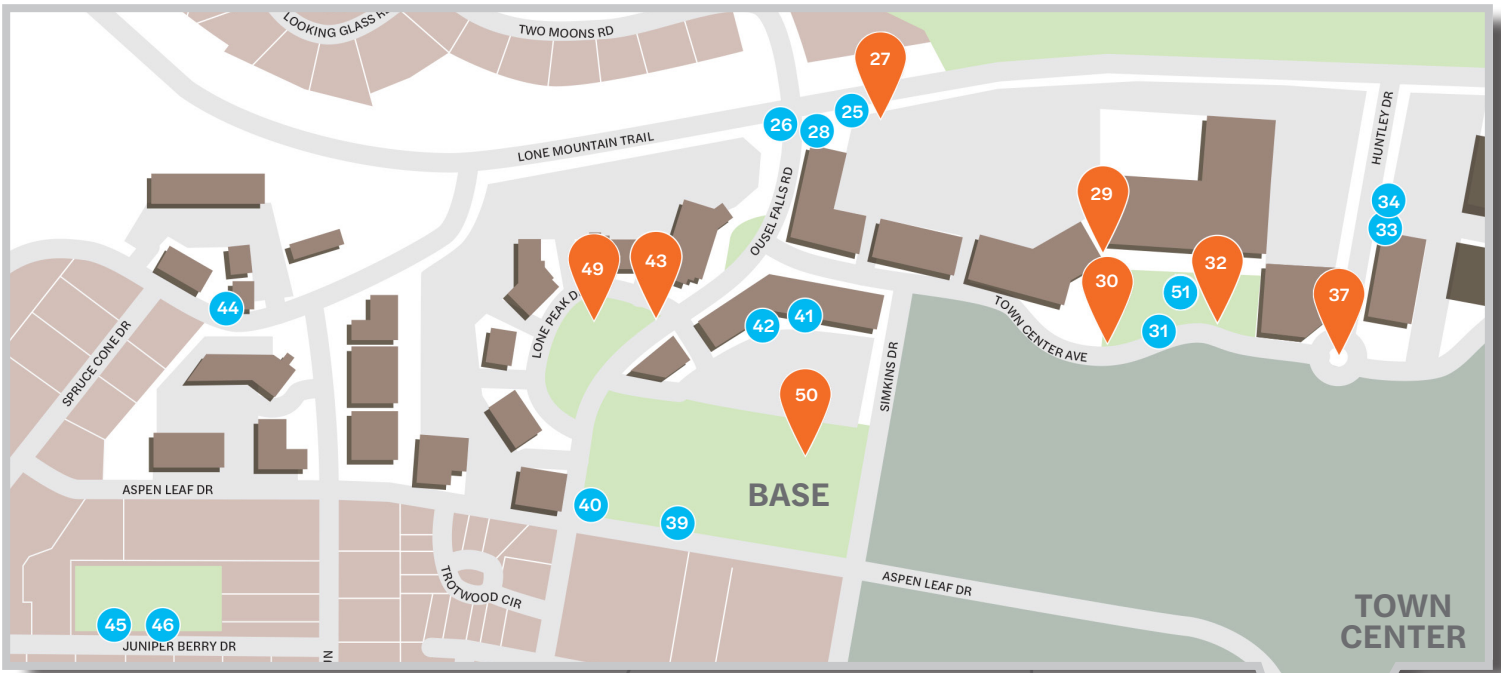 LOOKING GLASS
TWO MOONS RD
27
25
26
28
LONE MOUNTAIN TRAIL
HUNTLEY DR
OUSEL FALLS RD
29
34
33
49
43
32
30
51
37
44
42
41
31
LONE PEAK D
TOWN CENTER AVE
SPRUCE CONE DR
SIMKINS DR
50
ASPEN LEAF DR
BASE
40
39
TROTWOOD CIR
ASPEN LEAF DR
45
46
JUNIPER BERRY DR
TOWN
CENTER